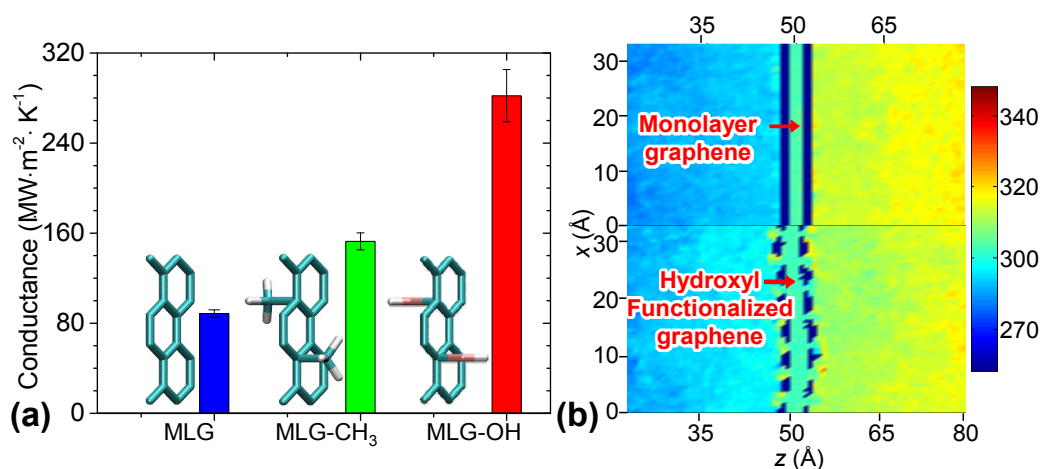 320
240
160
80
0
Conductance (MW·m⁻²· K⁻¹)
MLG
MLG-CH₃
MLG-OH
(a)
35
50
65
30
20
10
0
30
20
10
0
x (Å)
Monolayer
graphene
Hydroxyl
Functionalized
graphene
35
50
65
80
z (Å)
(b)
340
320
300
270